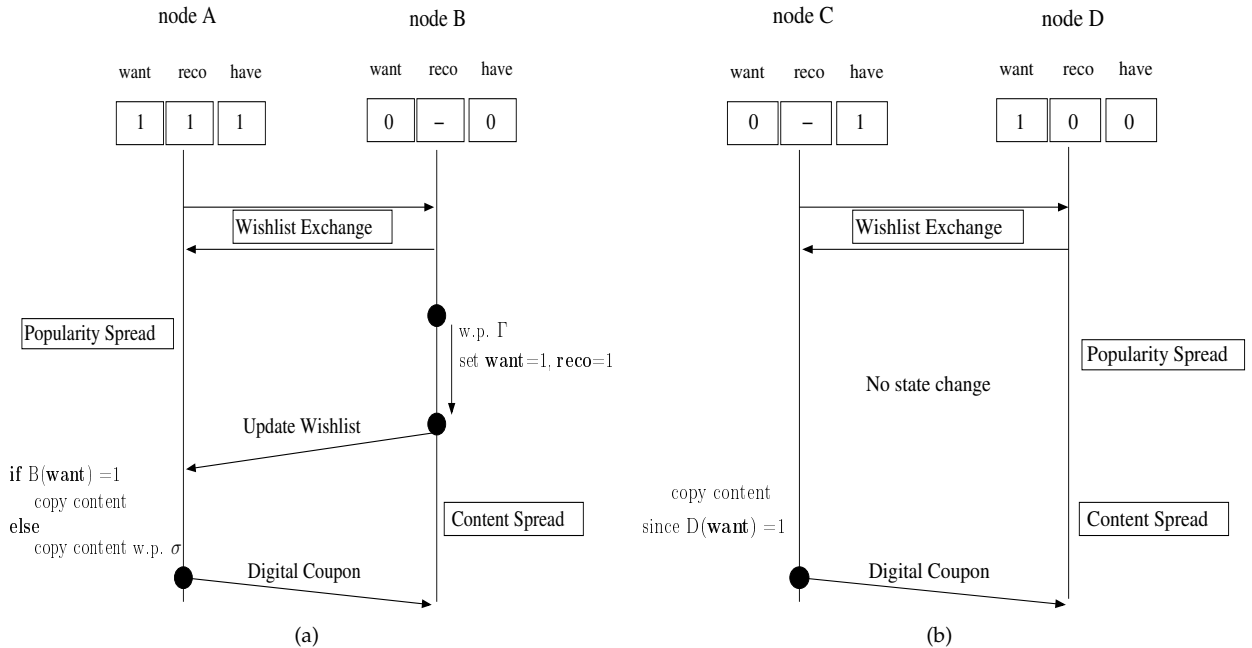 node A
node B
want reco have
want reco have
1 1 1
0 – 0
Wishlist Exchange
w.p. Γ
Popularity Spread
set want=1, reco=1
Update Wishlist
if B(want) =1
copy content
else
Content Spread
copy content w.p. σ
Digital Coupon
(a)
node C
node D
want reco have
want reco have
0 – 1
1 0 0
Wishlist Exchange
Popularity Spread
No state change
copy content
Content Spread
since D(want) =1
Digital Coupon
(b)